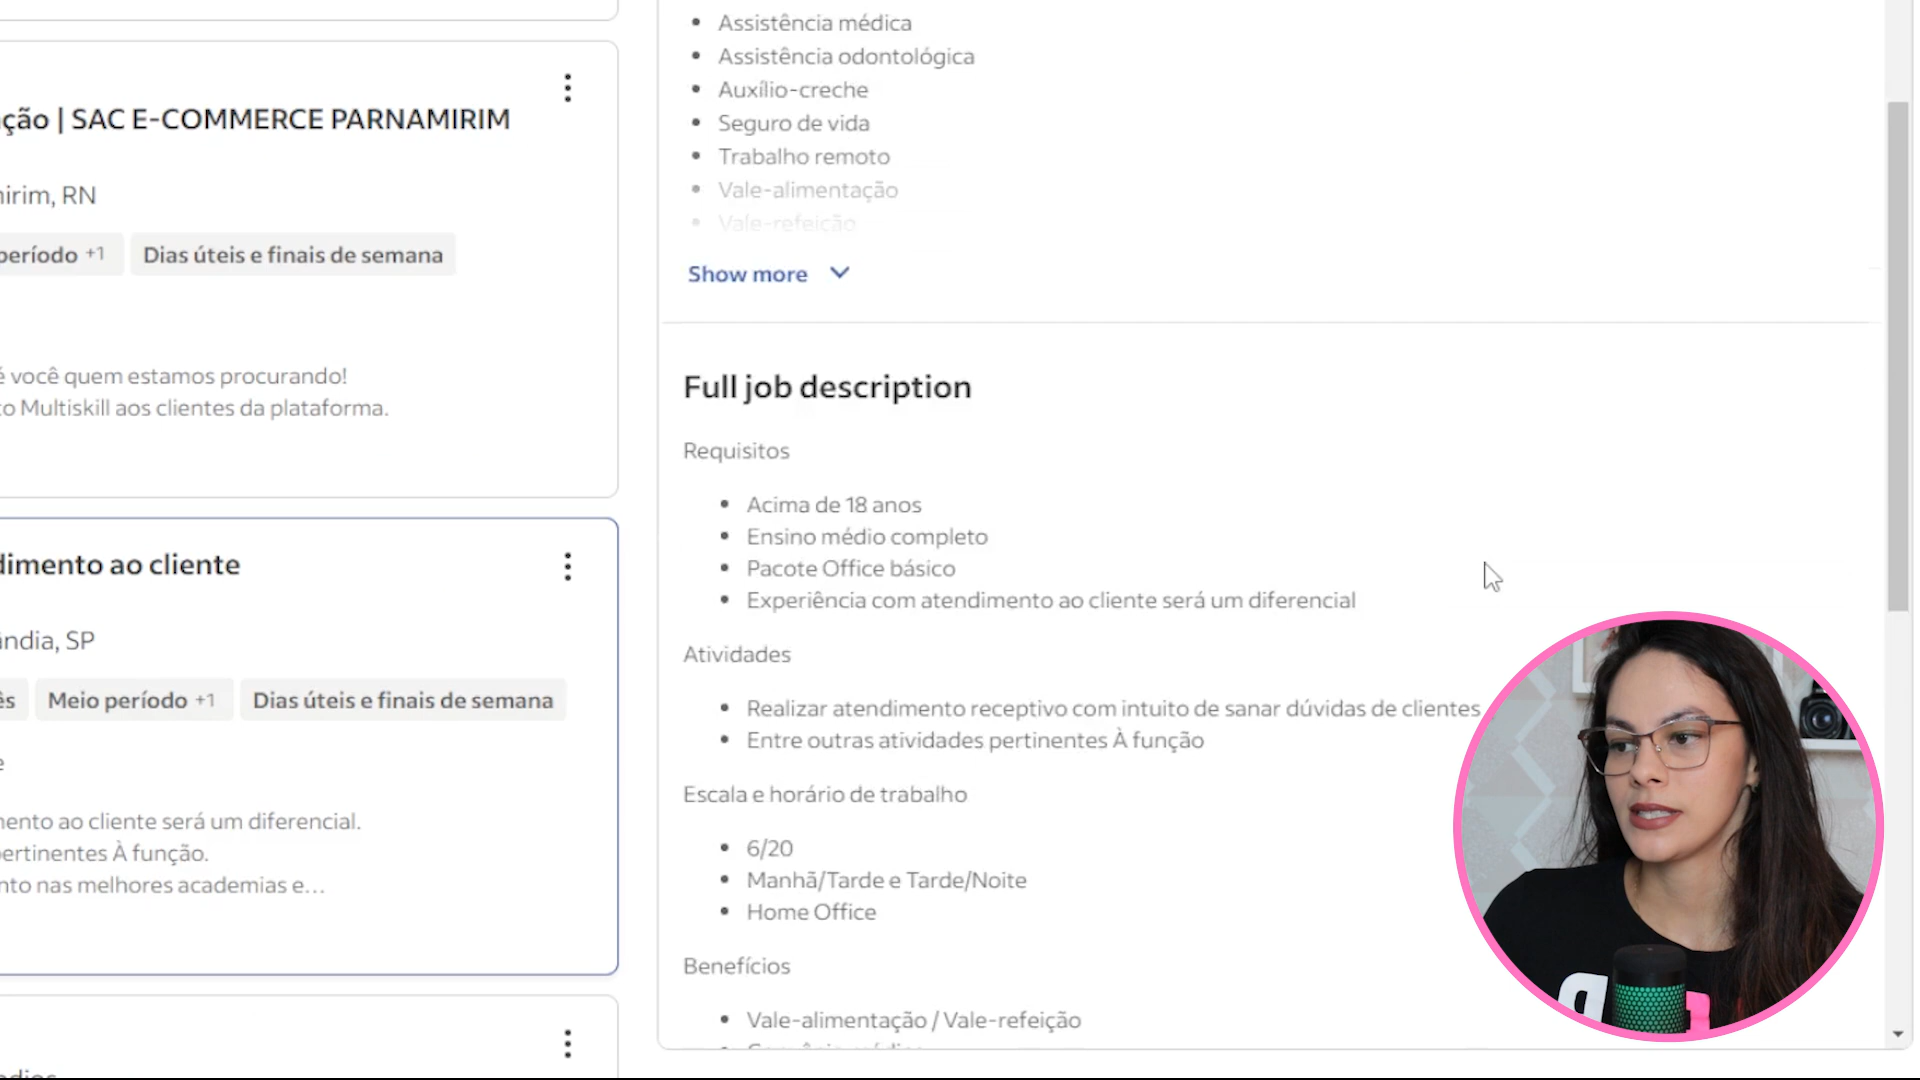 ção | SAC E-COMMERCE PARNAMIRIM
irim, RN
período +1
Dias úteis e finais de semana
é você quem estamos procurando!
to Multiskill aos clientes da plataforma.
dimento ao cliente
ândia, SP
ês
Meio período +1
Dias úteis e finais de semana
e
ento ao cliente será um diferencial.
ertinentes À função.
nto nas melhores academias e...
Assistência médica
Assistência odontológica
Auxílio-creche
Seguro de vida
Trabalho remoto
Vale-alimentação
Vale-refeição
Show more
Full job description
Requisitos
Acima de 18 anos
Ensino médio completo
Pacote Office básico
Experiência com atendimento ao cliente será um diferencial
Atividades
Realizar atendimento receptivo com intuito de sanar dúvidas de clientes
Entre outras atividades pertinentes À função
Escala e horário de trabalho
6/20
Manhã/Tarde e Tarde/Noite
Home Office
Benefícios
Vale-alimentação / Vale-refeição